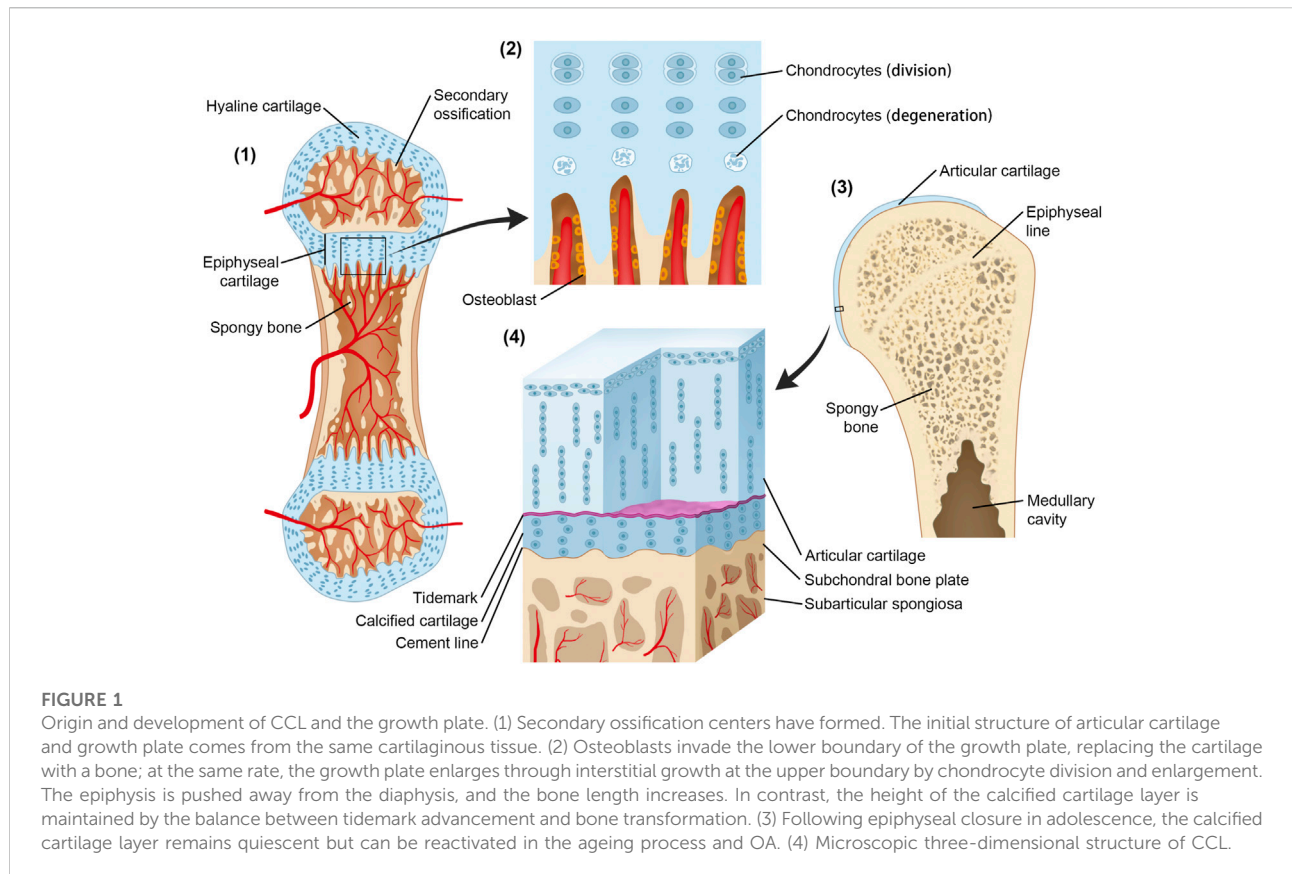 (1)
Hyaline cartilage
Secondary
ossification
Epiphyseal
cartilage
Spongy bone
(2)
Chondrocytes (division)
Chondrocytes (degeneration)
Osteoblast
(3)
Articular cartilage
Epiphyseal
line
Spongy
bone
Medullary
cavity
(4)
Tidemark
Calcified cartilage
Cement line
Articular cartilage
Subchondral bone plate
Subarticular spongiosa
FIGURE 1
Origin and development of CCL and the growth plate. (1) Secondary ossification centers have formed. The initial structure of articular cartilage
and growth plate comes from the same cartilaginous tissue. (2) Osteoblasts invade the lower boundary of the growth plate, replacing the cartilage
with a bone; at the same rate, the growth plate enlarges through interstitial growth at the upper boundary by chondrocyte division and enlargement.
The epiphysis is pushed away from the diaphysis, and the bone length increases. In contrast, the height of the calcified cartilage layer is
maintained by the balance between tidemark advancement and bone transformation. (3) Following epiphyseal closure in adolescence, the calcified
cartilage layer remains quiescent but can be reactivated in the ageing process and OA. (4) Microscopic three-dimensional structure of CCL.